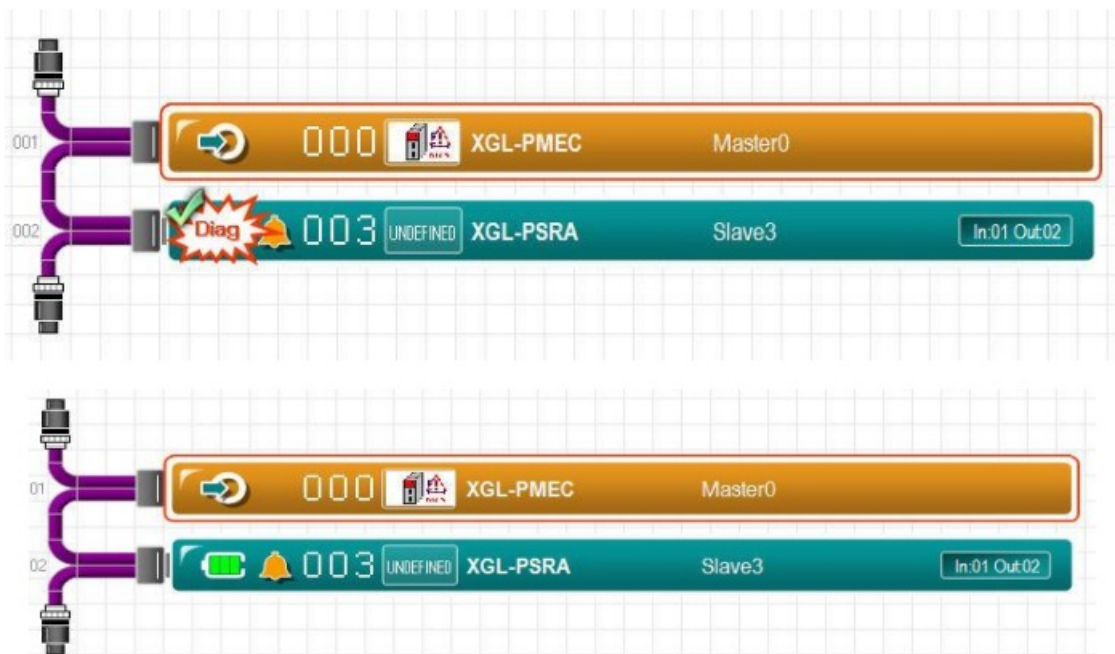 001 000 XGL-PMEC Master0
002 Diag 003 UNDEFINED XGL-PSRA Slave3 In:01 Out:02
01 000 XGL-PMEC Master0
02 003 UNDEFINED XGL-PSRA Slave3 In:01 Out:02